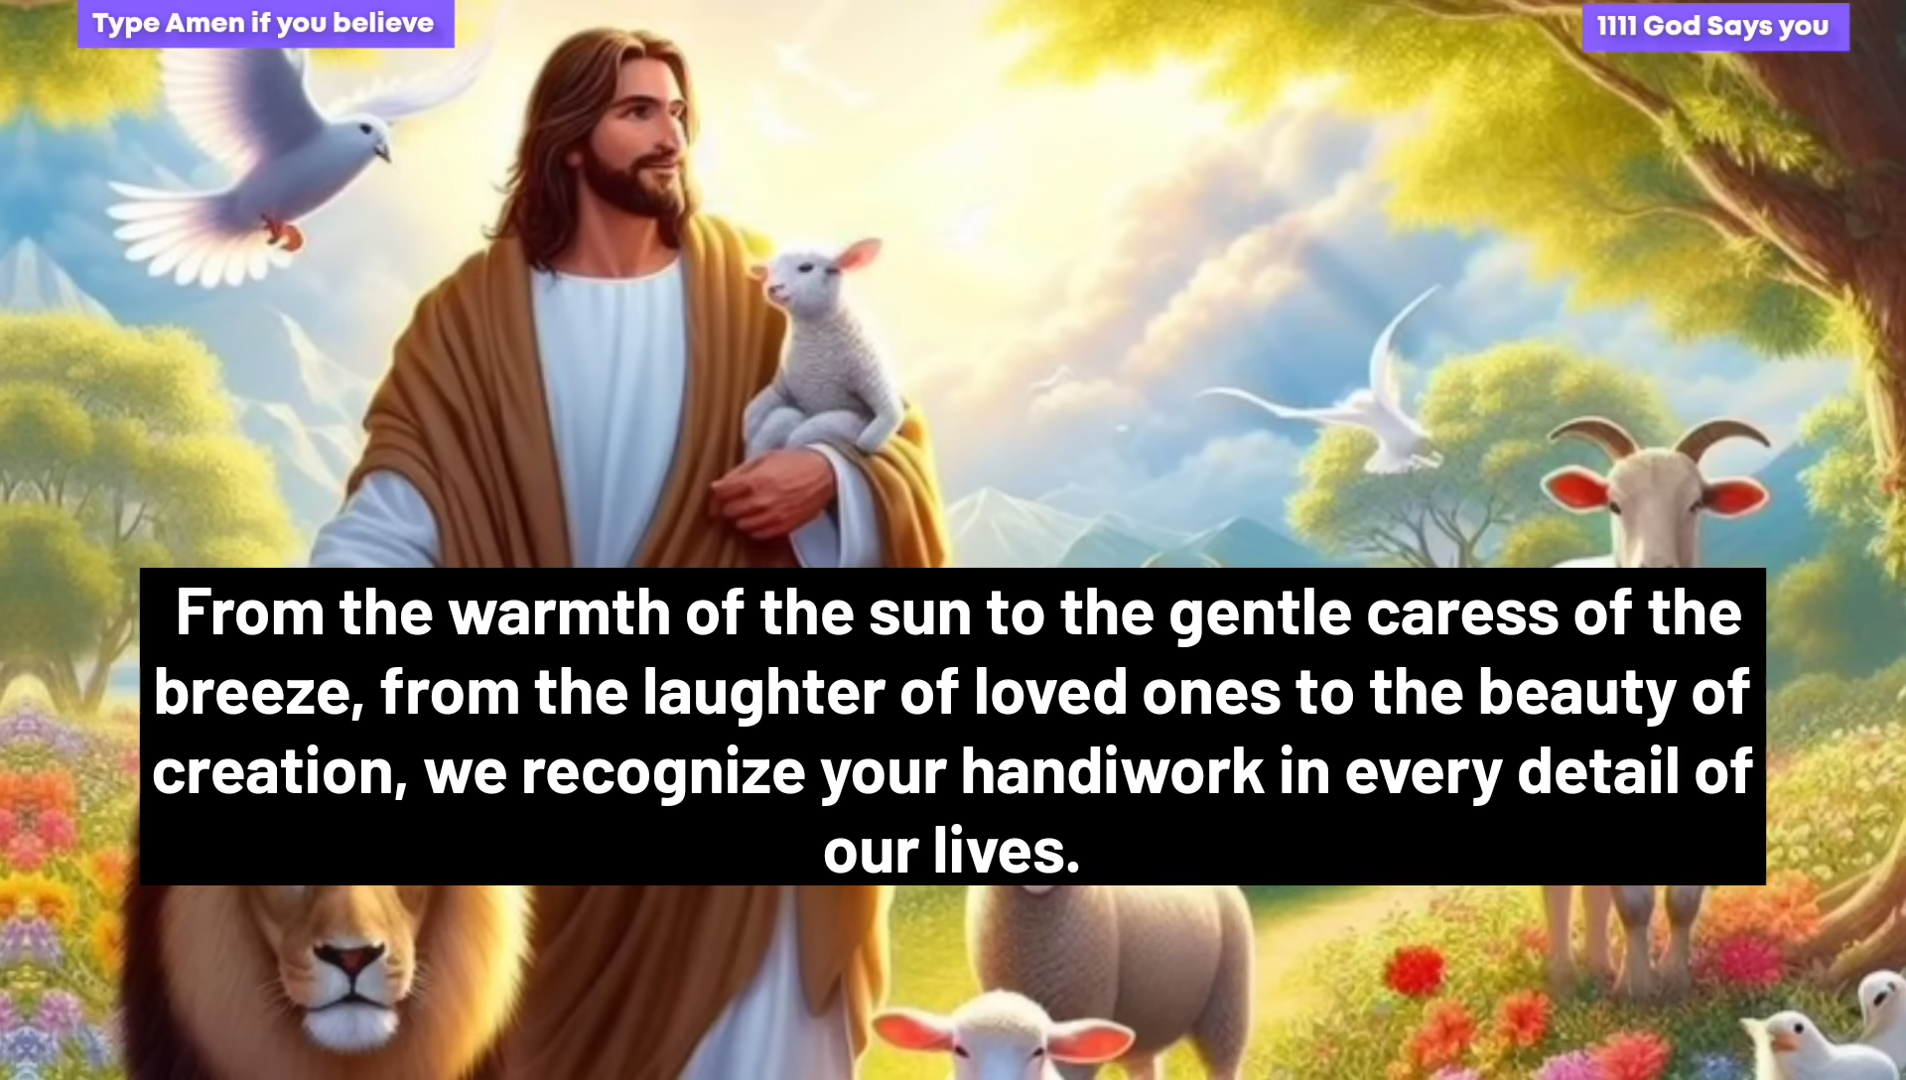 Type Amen if you believe
1111 God Says you
From the warmth of the sun to the gentle caress of the
breeze, from the laughter of loved ones to the beauty of
creation, we recognize your handiwork in every detail of
our lives.